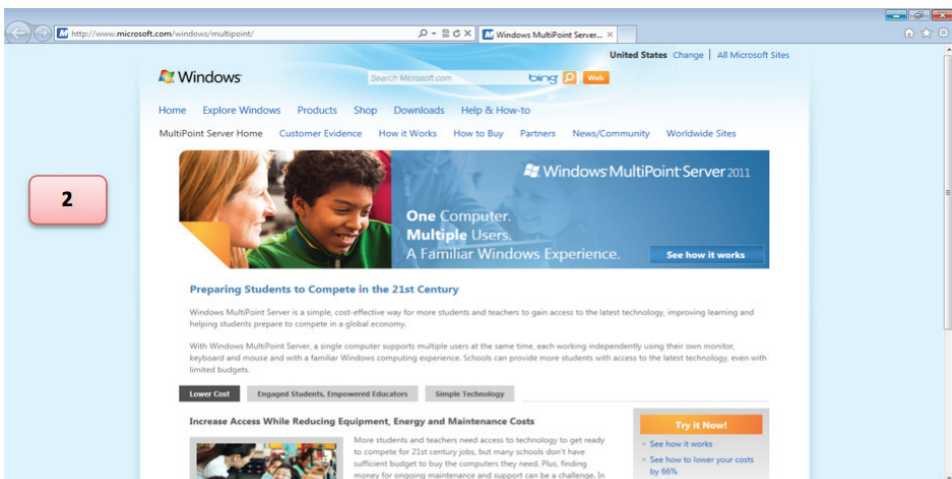 http://www.microsoft.com/windows/multipoint/
Windows MultiPoint Server...
United States Change | All Microsoft Sites
Windows
Search Microsoft.com
bing
Web
Home Explore Windows Products Shop Downloads Help & How-to
MultiPoint Server Home Customer Evidence How it Works How to Buy Partners News/Community Worldwide Sites
2
Windows MultiPoint Server 2011
One Computer.
Multiple Users.
A Familiar Windows Experience.
See how it works
Preparing Students to Compete in the 21st Century
Windows MultiPoint Server is a simple, cost-effective way for more students and teachers to gain access to the latest technology, improving learning and
helping students prepare to compete in a global economy.
With Windows MultiPoint Server, a single computer supports multiple users at the same time, each working independently using their own monitor,
keyboard and mouse and with a familiar Windows computing experience. Schools can provide more students with access to the latest technology, even with
limited budgets.
Lower Cost Engaged Students, Empowered Educators Simple Technology
Increase Access While Reducing Equipment, Energy and Maintenance Costs
More students and teachers need access to technology to get ready
to compete for 21st century jobs, but many schools don't have
sufficient budget to buy the computers they need. Plus, finding
money for ongoing maintenance and support can be a challenge. In
Try it Now!
See how it works
See how to lower your costs
by 66%